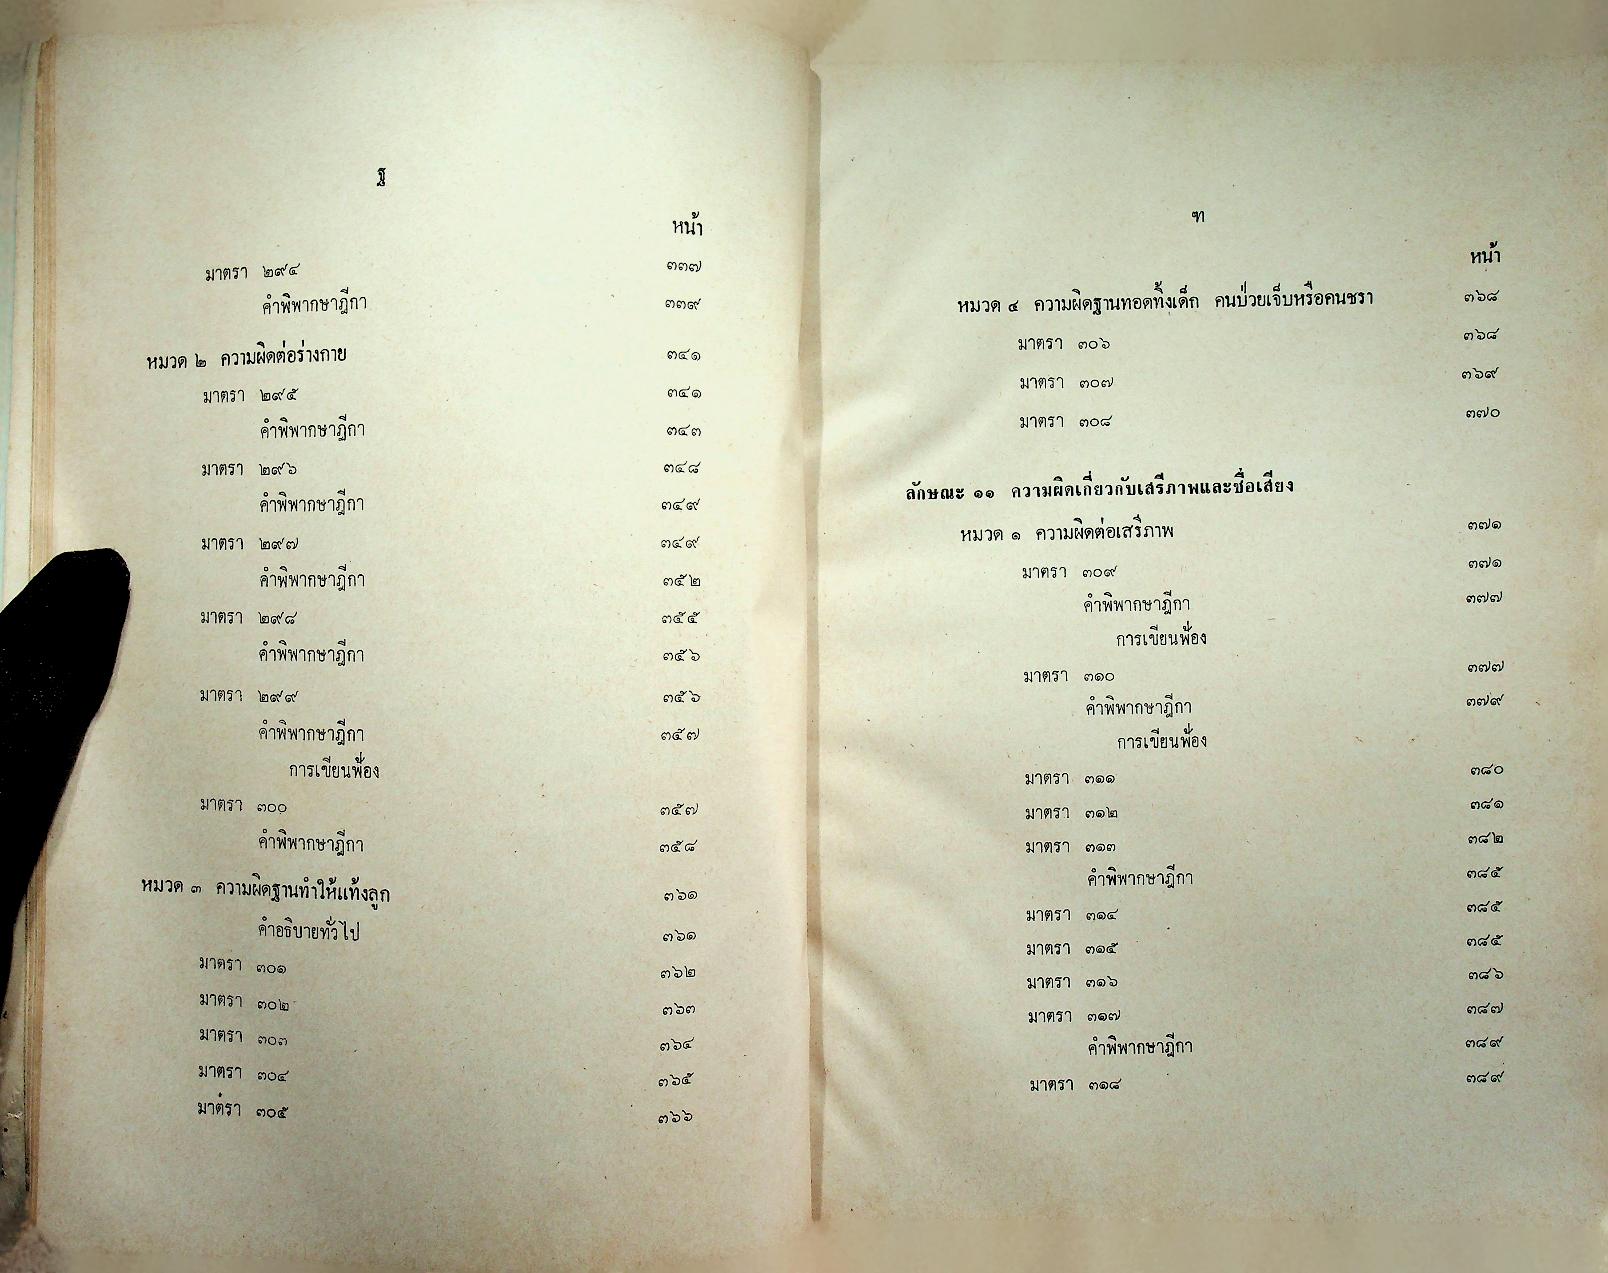 ฐ
หน้า
มาตรา ๒๙๔ ๓๓๗
คำพิพากษาฎีกา ๓๓๙
หมวด ๒ ความผิดต่อร่างกาย ๓๔๑
มาตรา ๒๙๕ ๓๔๑
คำพิพากษาฎีกา ๓๔๓
มาตรา ๒๙๖ ๓๔๘
คำพิพากษาฎีกา ๓๔๙
มาตรา ๒๙๗ ๓๔๙
คำพิพากษาฎีกา ๓๕๒
มาตรา ๒๙๘ ๓๕๕
คำพิพากษาฎีกา ๓๕๖
มาตรา ๒๙๙ ๓๕๖
คำพิพากษาฎีกา ๓๕๗
การเขียนฟ้อง
มาตรา ๓๐๐ ๓๕๗
คำพิพากษาฎีกา ๓๕๘
หมวด ๓ ความผิดฐานทำให้แท้งลูก ๓๖๑
คำอธิบายทั่วไป ๓๖๑
มาตรา ๓๐๑ ๓๖๒
มาตรา ๓๐๒ ๓๖๓
มาตรา ๓๐๓ ๓๖๔
มาตรา ๓๐๔ ๓๖๕
มาตรา ๓๐๕ ๓๖๖
ฑ
หน้า
หมวด ๔ ความผิดฐานทอดทิ้งเด็ก คนป่วยเจ็บหรือคนชรา ๓๖๘
มาตรา ๓๐๖ ๓๖๘
มาตรา ๓๐๗ ๓๖๙
มาตรา ๓๐๘ ๓๗๐
ลักษณะ ๑๑ ความผิดเกี่ยวกับเสรีภาพและชื่อเสียง
หมวด ๑ ความผิดต่อเสรีภาพ ๓๗๑
มาตรา ๓๐๙ ๓๗๑
คำพิพากษาฎีกา ๓๗๗
การเขียนฟ้อง
มาตรา ๓๑๐ ๓๗๗
คำพิพากษาฎีกา ๓๗๙
การเขียนฟ้อง
มาตรา ๓๑๑ ๓๘๐
มาตรา ๓๑๒ ๓๘๑
มาตรา ๓๑๓ ๓๘๒
คำพิพากษาฎีกา ๓๘๕
มาตรา ๓๑๔ ๓๘๕
มาตรา ๓๑๕ ๓๘๕
มาตรา ๓๑๖ ๓๘๖
มาตรา ๓๑๗ ๓๘๗
คำพิพากษาฎีกา ๓๘๙
มาตรา ๓๑๘ ๓๘๙